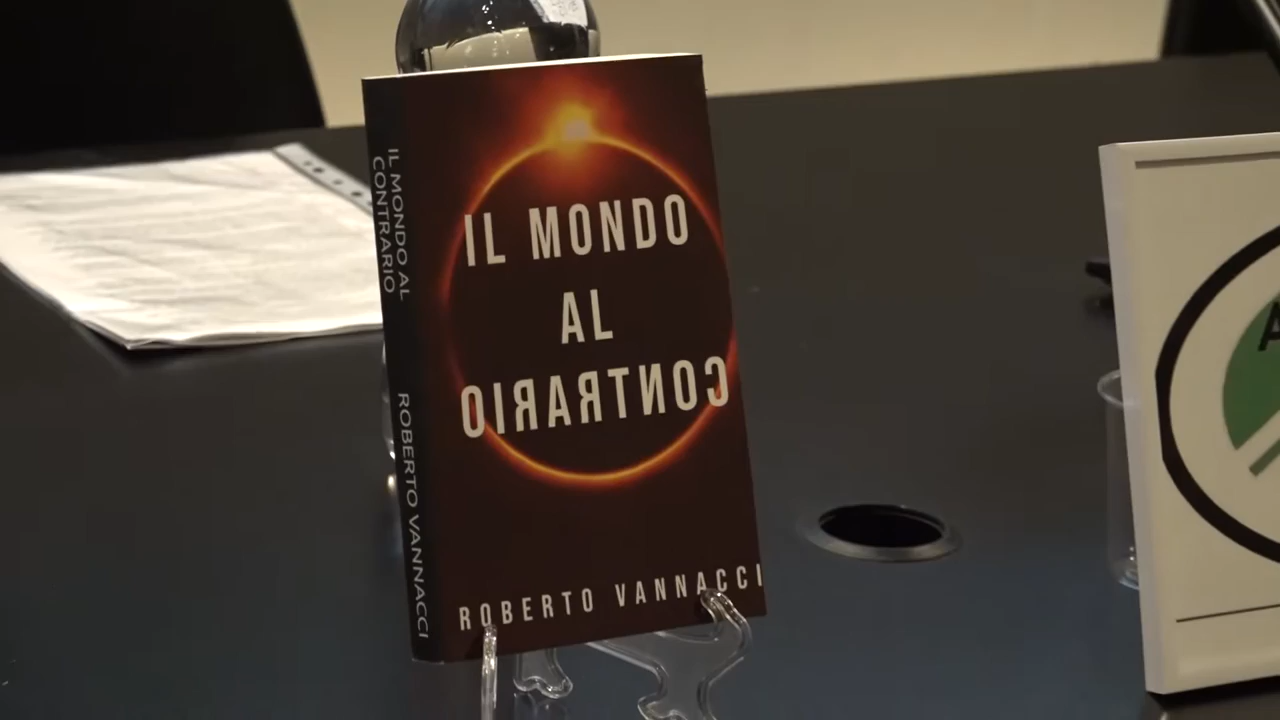 IL MONDO AL
CONTRARIO
ROBERTO VANNACCI
IL MONDO
AL
CONTRARIO
ROBERTO VANNACCI